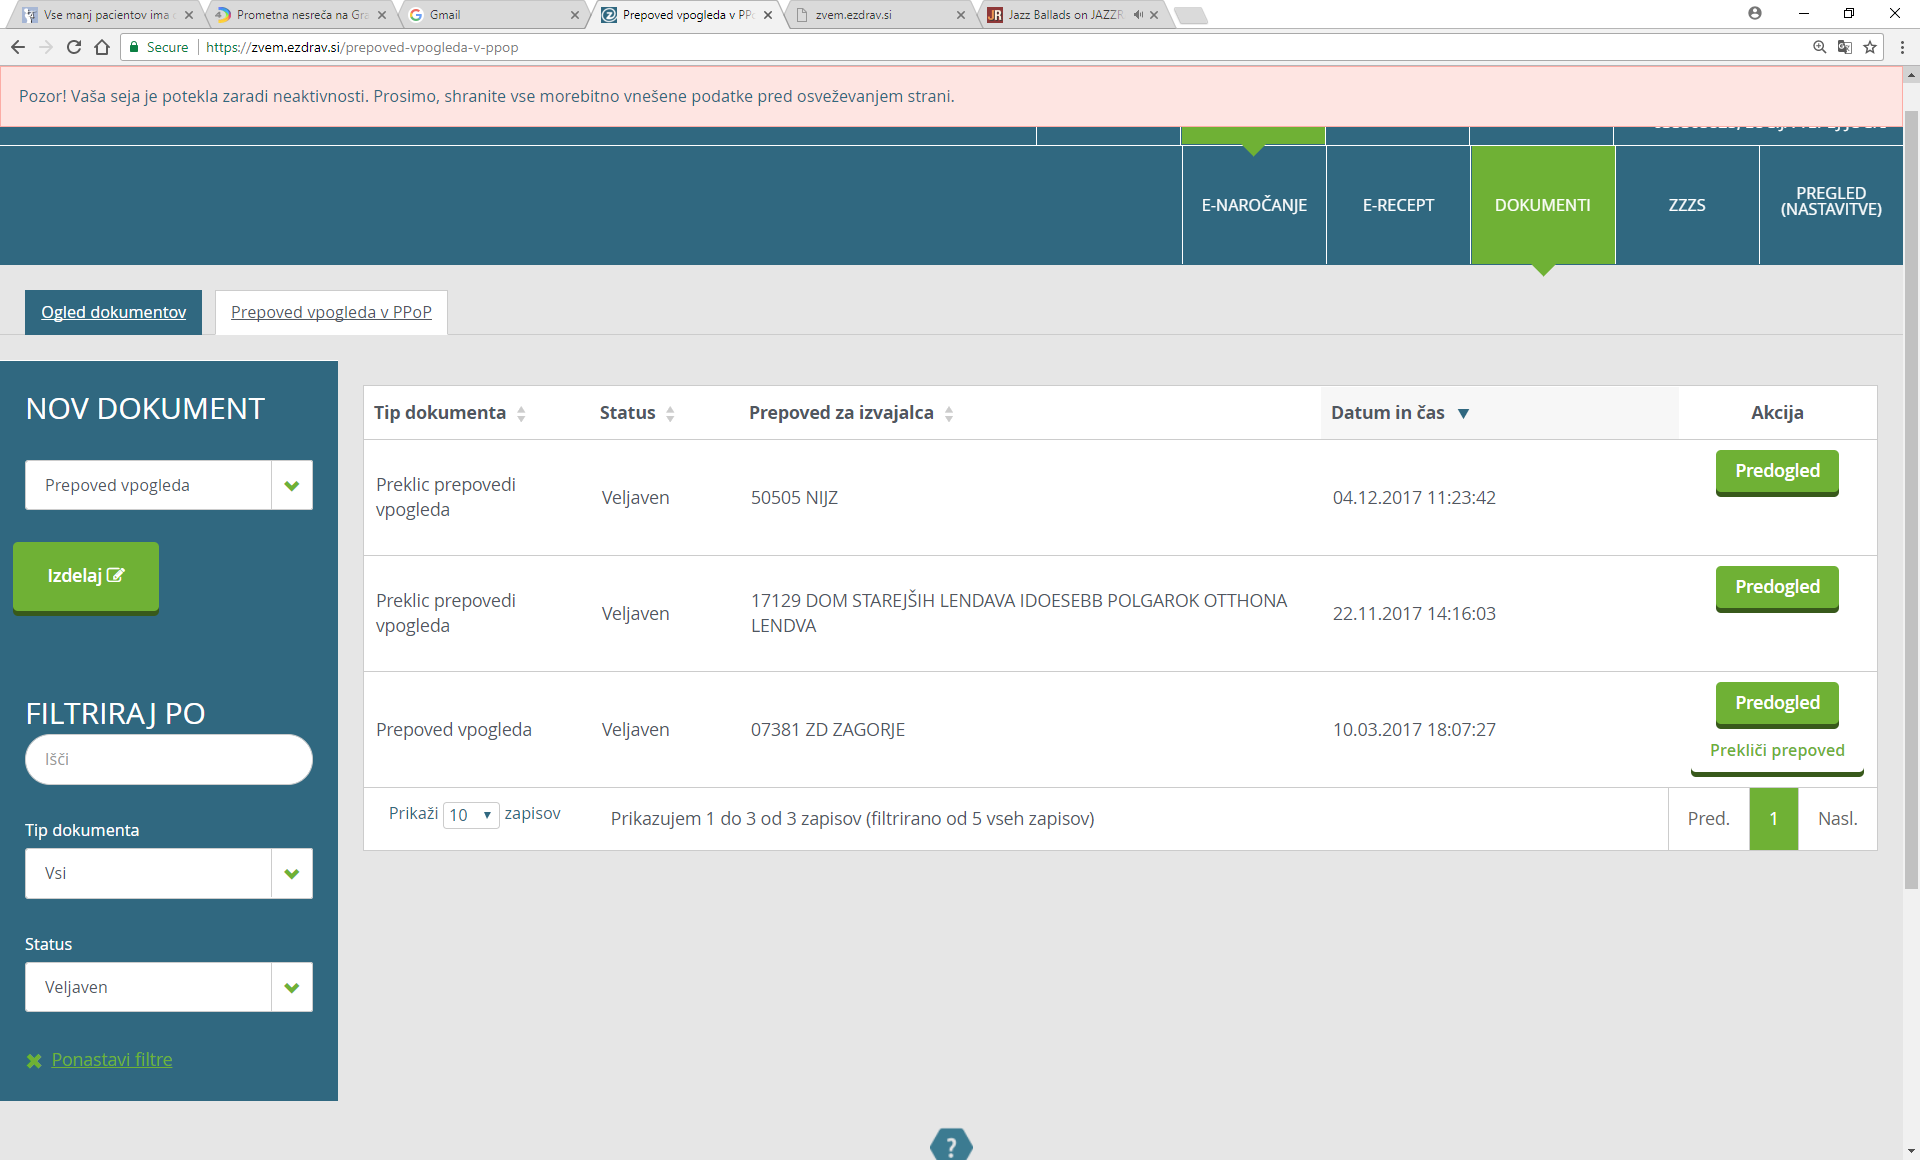 Vse manj pacientov ima
Prometna nesreča na Gra
Gmail
Prepoved vpogleda v PP
zvem.ezdrav.si
Jazz Ballads on JAZZR
Secure
https://zvem.ezdrav.si/prepoved-vpogleda-v-ppop
Pozor! Vaša seja je potekla zaradi neaktivnosti. Prosimo, shranite vse morebitno vnešene podatke pred osveževanjem strani.
E-NAROČANJE
E-RECEPT
DOKUMENTI
ZZZS
PREGLED
(NASTAVITVE)
Ogled dokumentov
Prepoved vpogleda v PPoP
NOV DOKUMENT
Prepoved vpogleda
Izdelaj
FILTRIRAJ PO
Išči
Tip dokumenta
Vsi
Status
Veljaven
Ponastavi filtre
Tip dokumenta Status Prepoved za izvajalca Datum in čas Akcija
Preklic prepovedi
vpogleda
Veljaven
50505 NIJZ
04.12.2017 11:23:42
Predogled
Preklic prepovedi
vpogleda
Veljaven
17129 DOM STAREJŠIH LENDAVA IDOESEBB POLGAROK OTTHONA
LENDVA
22.11.2017 14:16:03
Predogled
Prepoved vpogleda
Veljaven
07381 ZD ZAGORJE
10.03.2017 18:07:27
Predogled
Prekliči prepoved
Prikaži 10 zapisov
Prikazujem 1 do 3 od 3 zapisov (filtrirano od 5 vseh zapisov)
Pred. 1 Nasl.
?